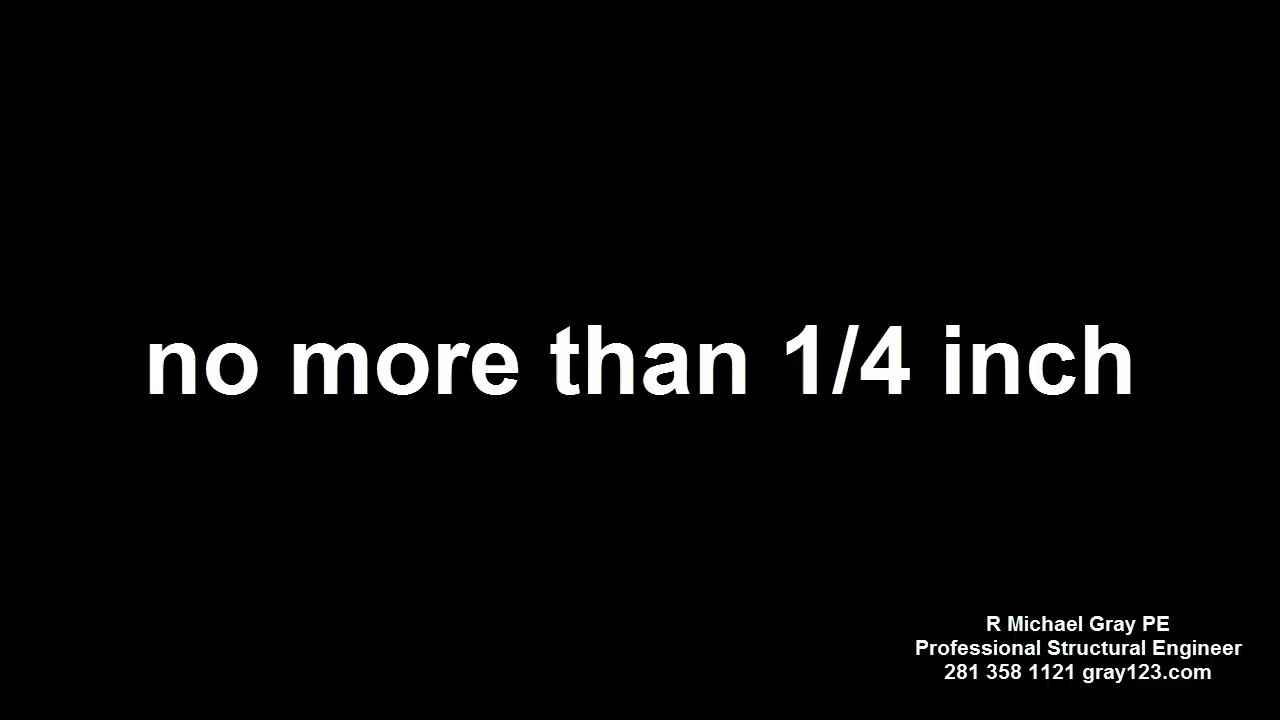 no more than 1/4 inch
R Michael Gray PE
Professional Structural Engineer
281 358 1121 gray123.com